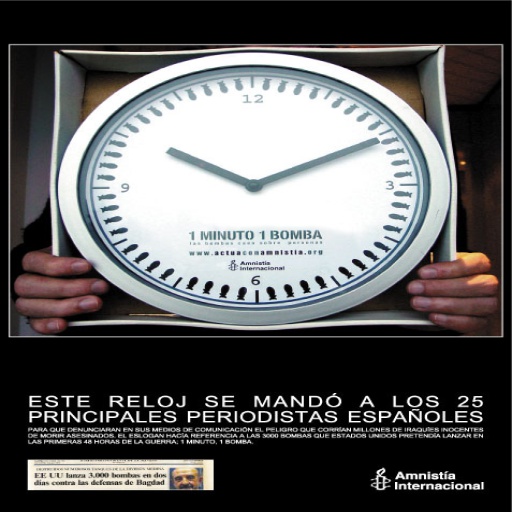 12
9
3
1 MINUTO 1 BOMBA
las bombas caen sobre personas
www.actuaconamnistia.org
Amnistía
Internacional
6
ESTE RELOJ SE MANDÓ A LOS 25
PRINCIPALES PERIODISTAS ESPAÑOLES
PARA QUE DENUNCIARAN EN SUS MEDIOS DE COMUNICACIÓN EL PELIGRO QUE CORRÍAN MILLONES DE IRAQUÍES INOCENTES
DE MORIR ASESINADOS. EL ESLOGAN HACÍA REFERENCIA A LAS 3000 BOMBAS QUE ESTADOS UNIDOS PRETENDÍA LANZAR EN
LAS PRIMERAS 48 HORAS DE LA GUERRA; 1 MINUTO, 1 BOMBA.
EE UU lanza 3.000 bombas en dos
días contra las defensas de Bagdad
Amnistía
Internacional